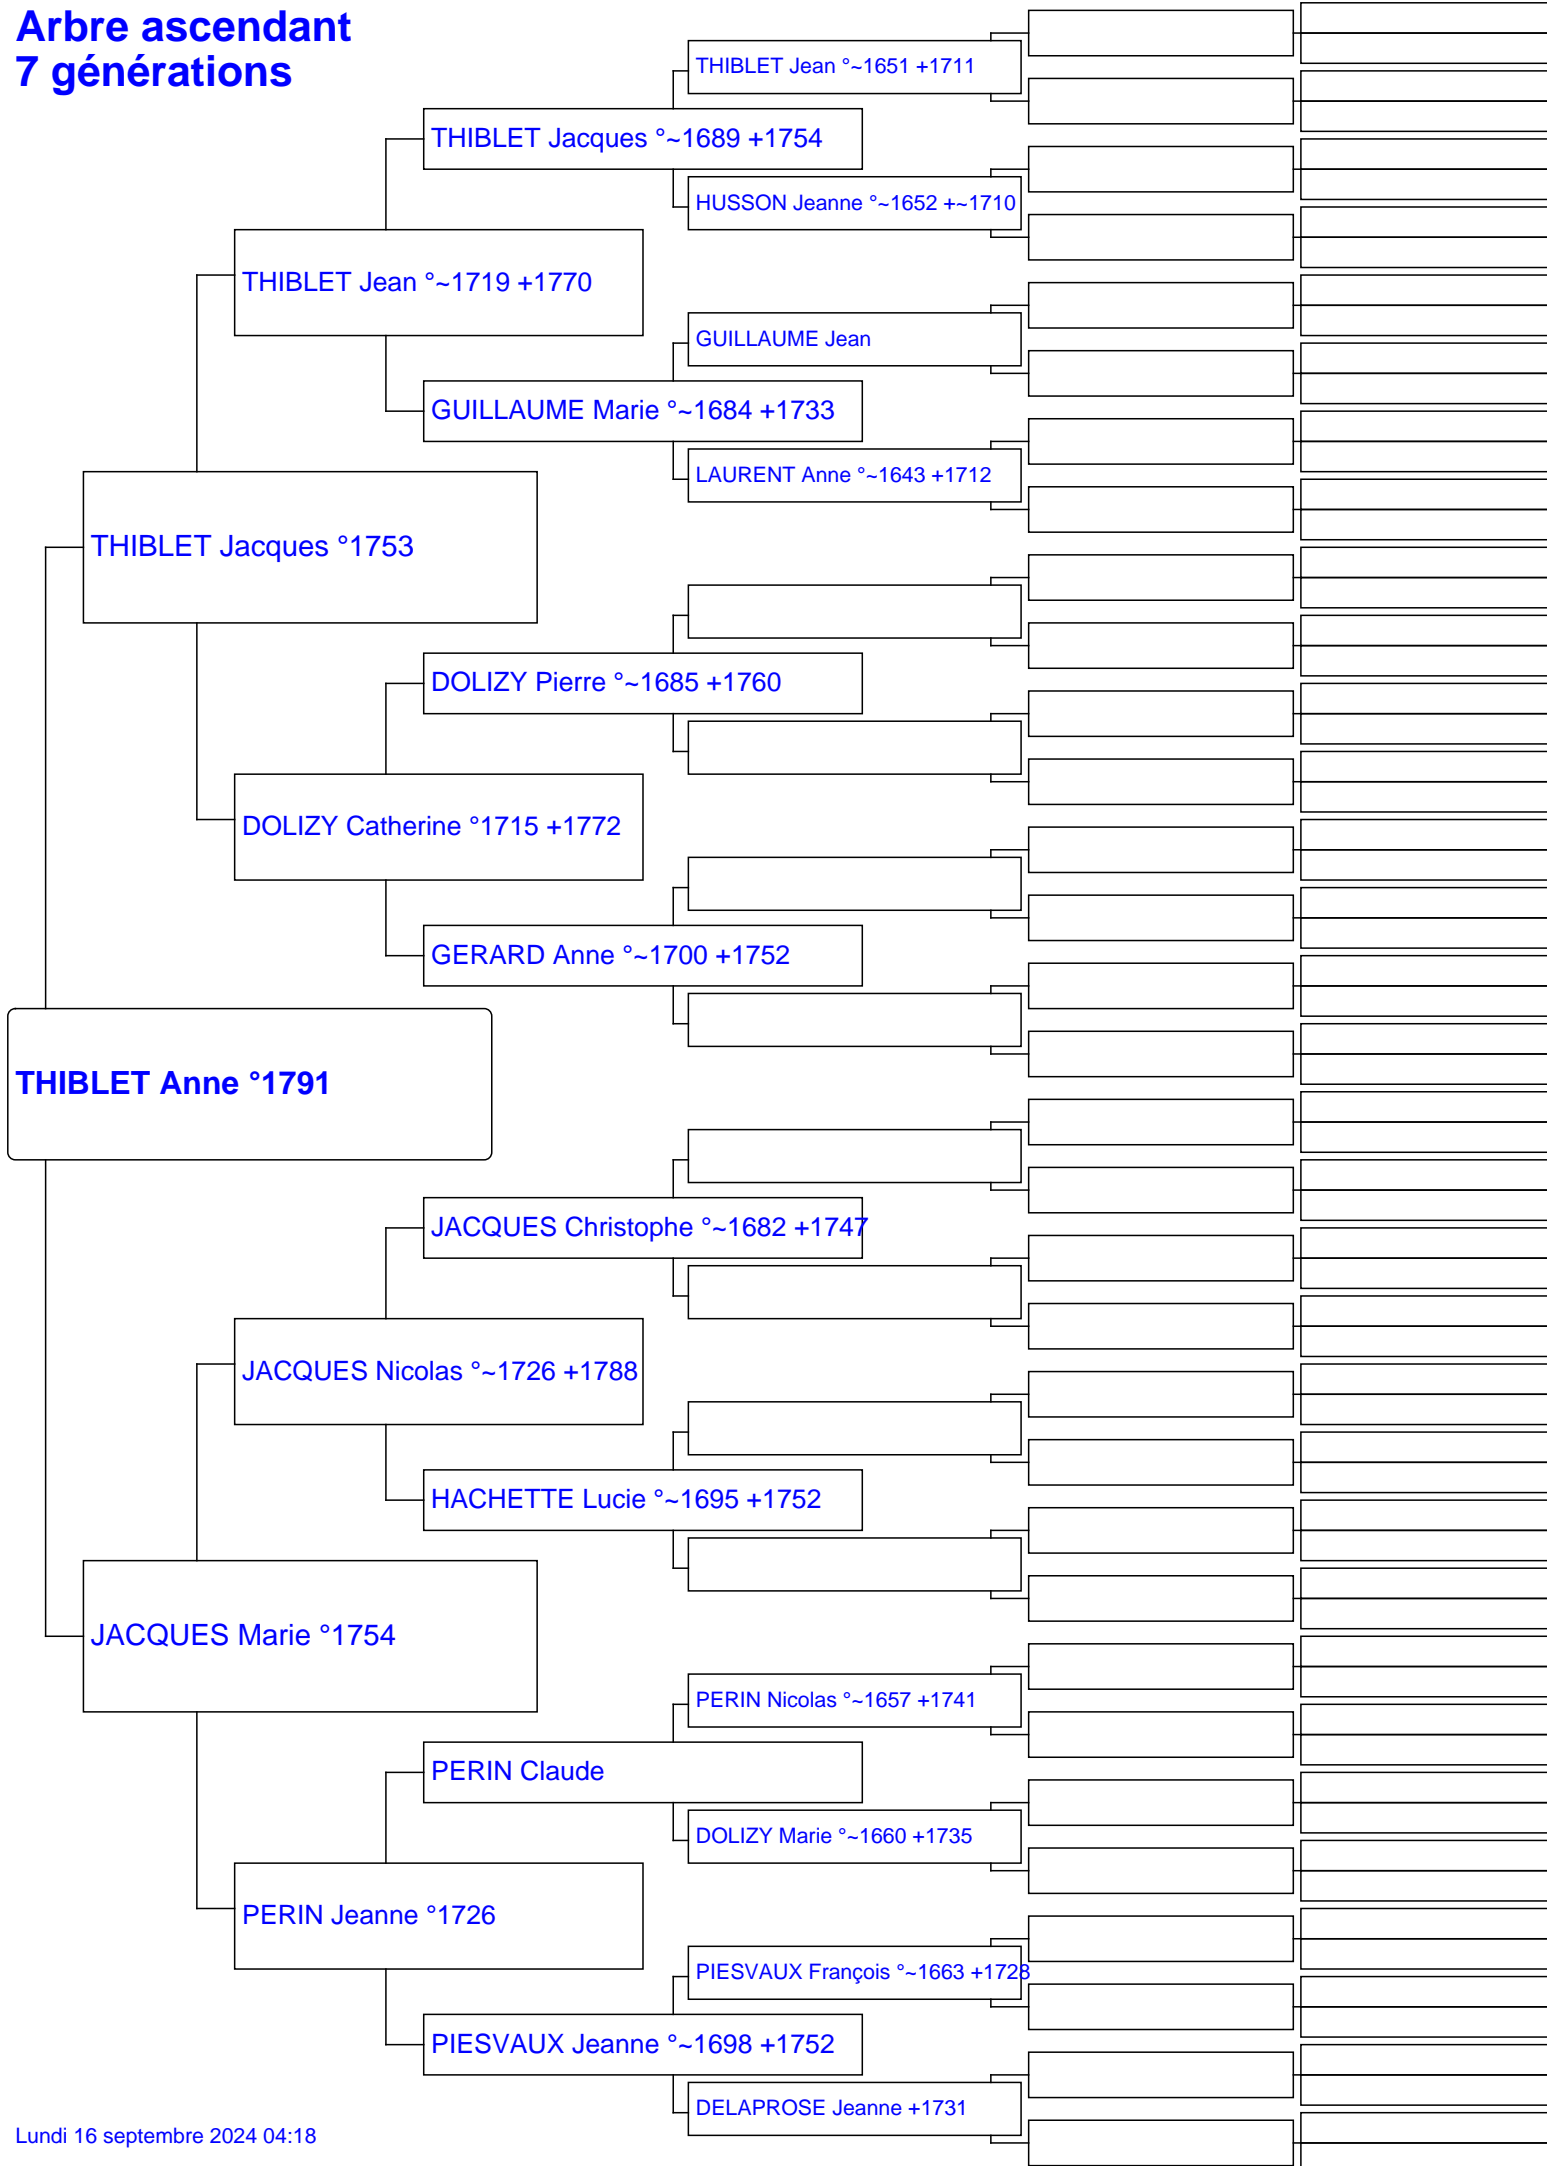 Arbre ascendant
7 générations
THIBLET Jean °~1651 +1711
THIBLET Jacques °~1689 +1754
HUSSON Jeanne °~1652 +~1710
THIBLET Jean °~1719 +1770
GUILLAUME Jean
GUILLAUME Marie °~1684 +1733
LAURENT Anne °~1643 +1712
THIBLET Jacques °1753
DOLIZY Pierre °~1685 +1760
DOLIZY Catherine °1715 +1772
GERARD Anne °~1700 +1752
THIBLET Anne °1791
JACQUES Christophe °~1682 +1747
JACQUES Nicolas °~1726 +1788
HACHETTE Lucie °~1695 +1752
JACQUES Marie °1754
PERIN Nicolas °~1657 +1741
PERIN Claude
DOLIZY Marie °~1660 +1735
PERIN Jeanne °1726
PIESVAUX François °~1663 +1728
PIESVAUX Jeanne °~1698 +1752
DELAPROSE Jeanne +1731
Lundi 16 septembre 2024 04:18